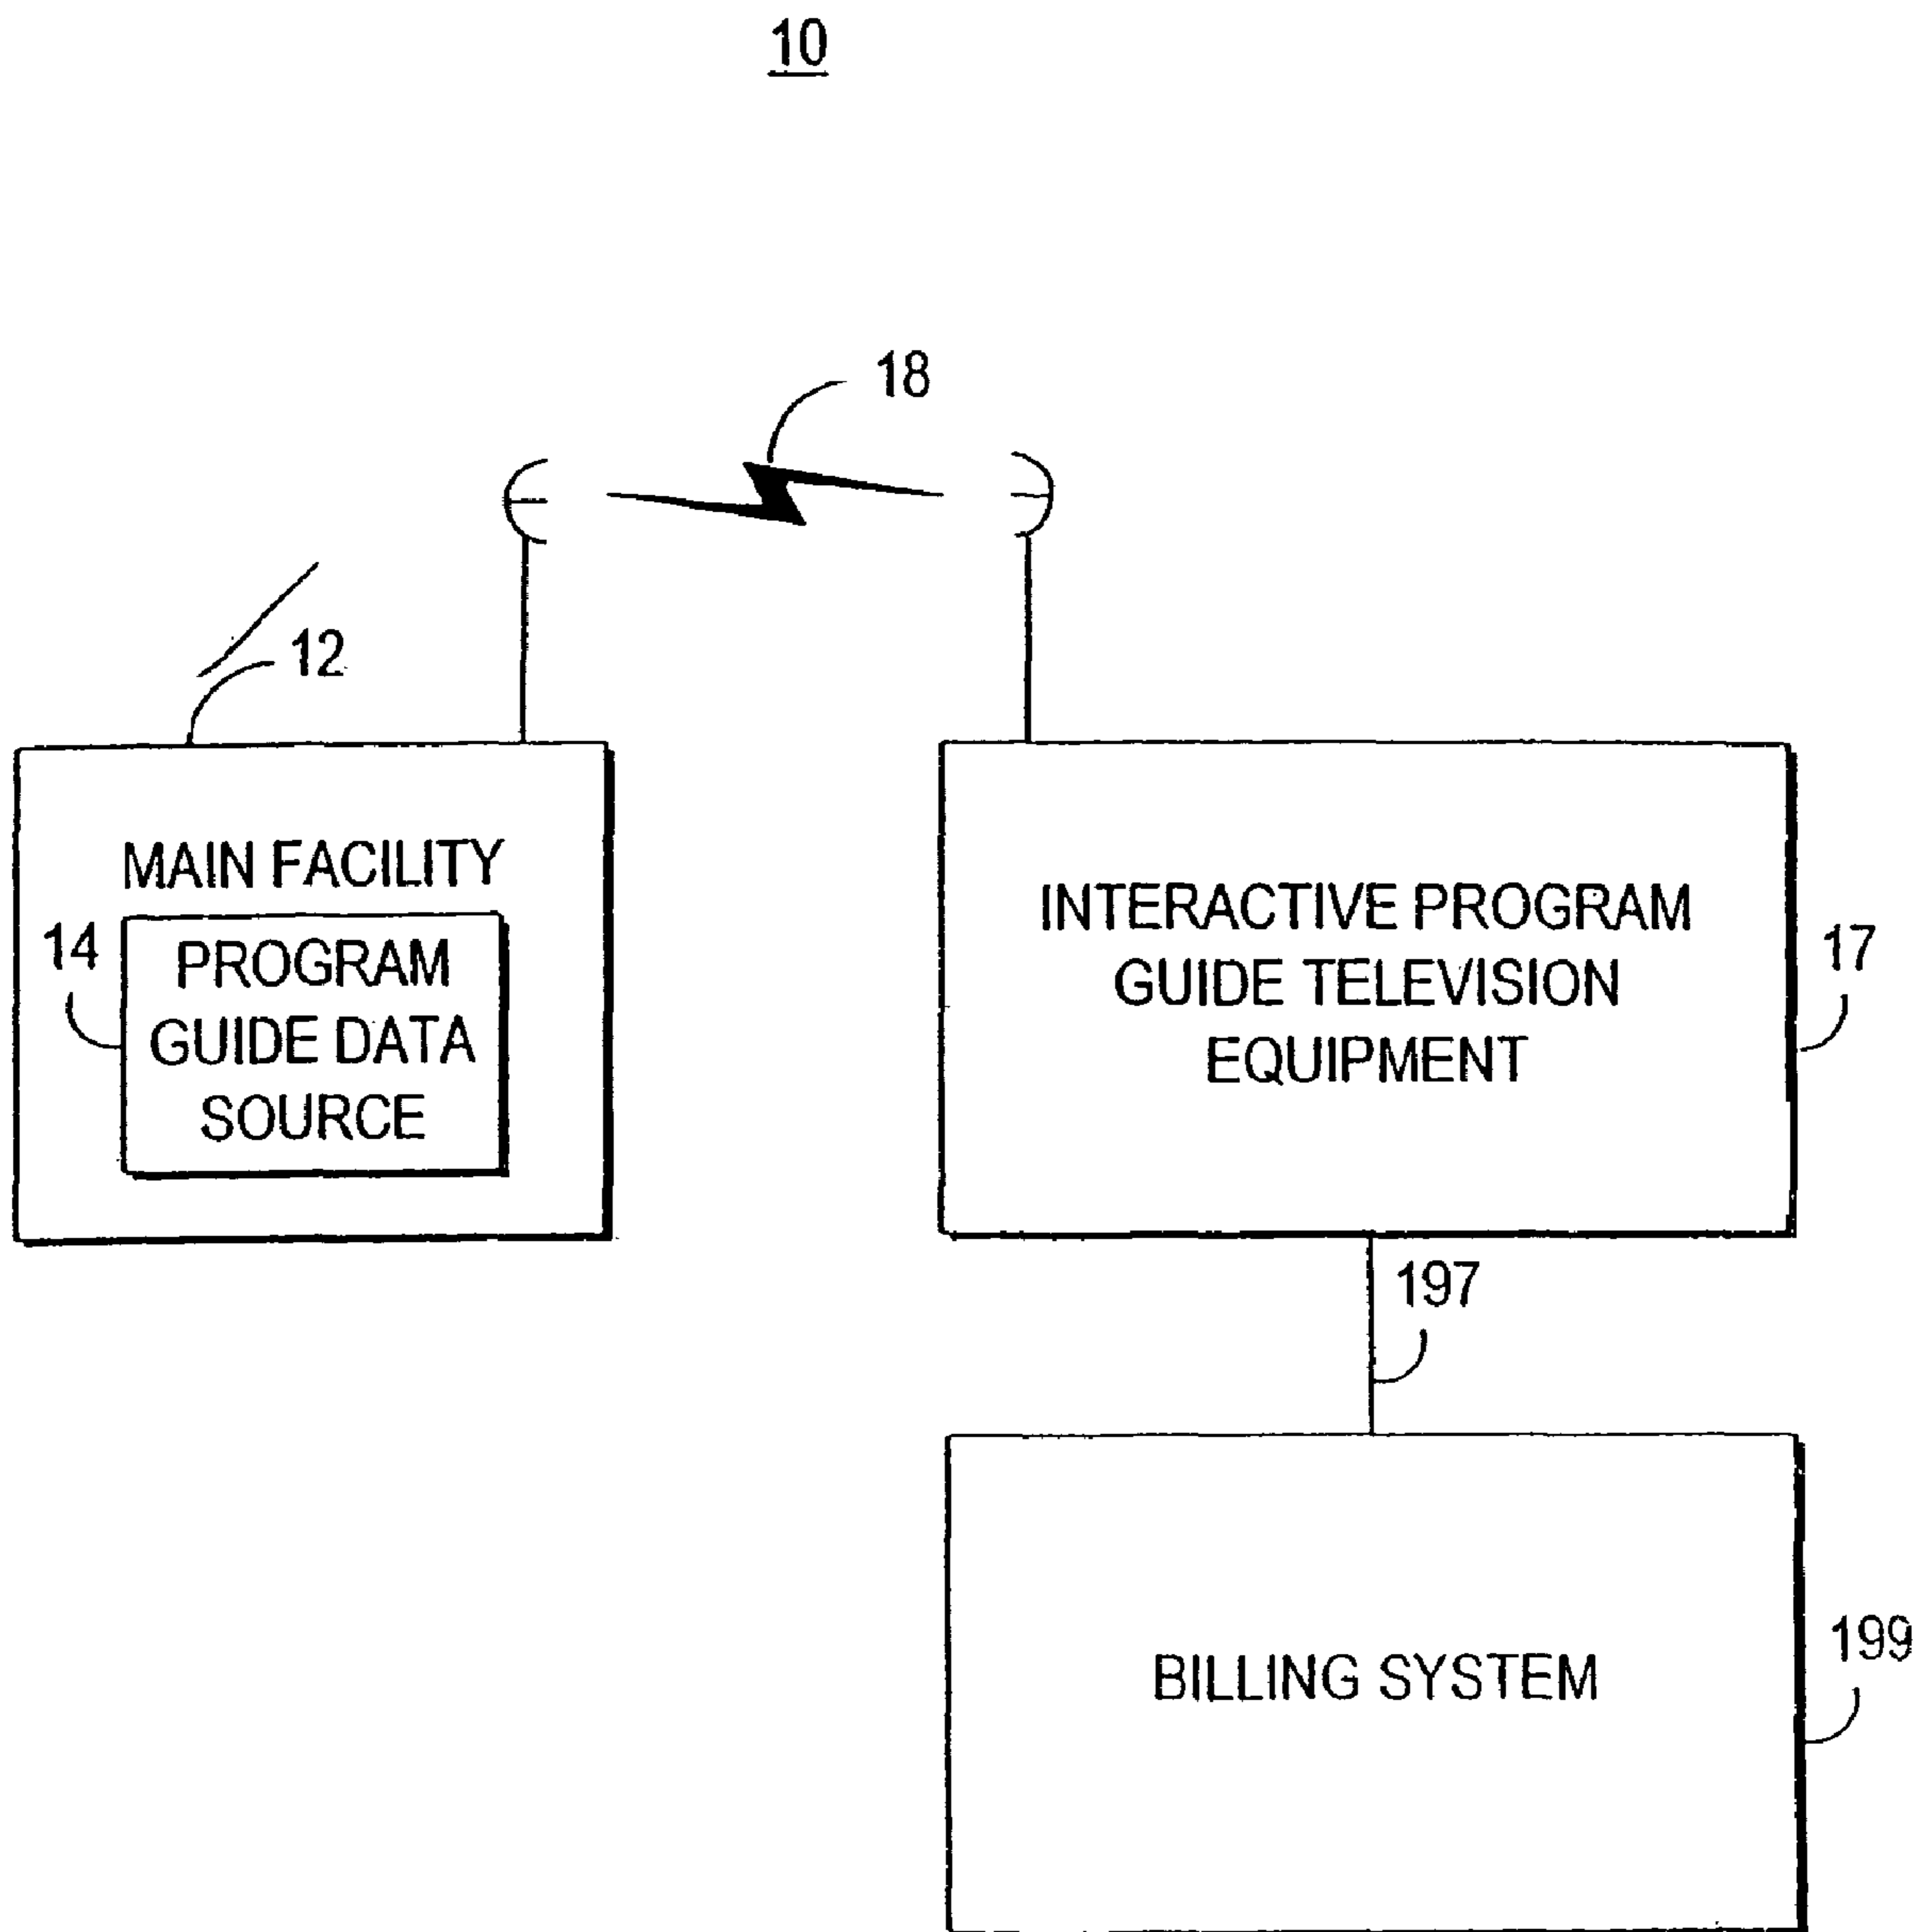 10
18
12
MAIN FACILITY
14
PROGRAM
GUIDE DATA
SOURCE
INTERACTIVE PROGRAM
GUIDE TELEVISION
EQUIPMENT
17
197
BILLING SYSTEM
199